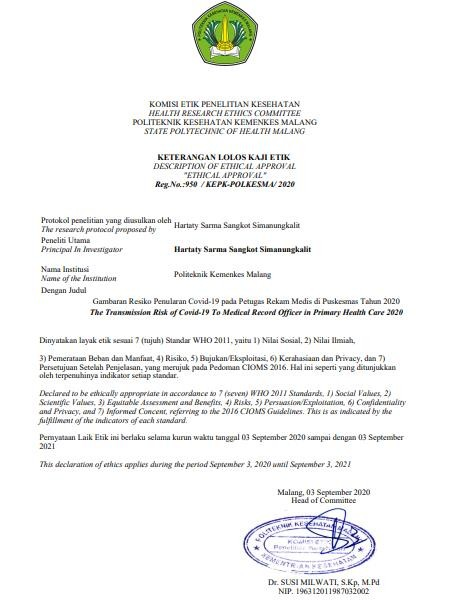 KOMISI ETIK PENELITIAN KESEHATAN
HEALTH RESEARCH ETHICS COMMITTEE
POLITEKNIK KESEHATAN KEMENKES MALANG
STATE POLYTECHNIC OF HEALTH MALANG
KETERANGAN LOLOS KAJI ETIK
DESCRIPTION OF ETHICAL APPROVAL
"ETHICAL APPROVAL"
Reg.No.:950 / KEPK-POLKESMA/ 2020
Protokol penelitian yang diusulkan oleh
The research protocol proposed by
Hartaty Sarma Sangkot Simanungkalit
Peneliti Utama
Principal In Investigator
Hartaty Sarma Sangkot Simanungkalit
Nama Institusi
Name of the Institution
Politeknik Kemenkes Malang
Dengan Judul
Gambaran Resiko Penularan Covid-19 pada Petugas Rekam Medis di Puskesmas Tahun 2020
The Transmission Risk of Covid-19 To Medical Record Officer in Primary Health Care 2020
Dinyatakan layak etik sesuai 7 (tujuh) Standar WHO 2011, yaitu 1) Nilai Sosial, 2) Nilai Ilmiah,
3) Pemerataan Beban dan Manfaat, 4) Risiko, 5) Bujukan/Eksploitasi, 6) Kerahasiaan dan Privacy, dan 7)
Persetujuan Setelah Penjelasan, yang merujuk pada Pedoman CIOMS 2016. Hal ini seperti yang ditunjukkan
oleh terpenuhinya indikator setiap standar.
Declared to be ethically appropriate in accordance to 7 (seven) WHO 2011 Standards, 1) Social Values, 2)
Scientific Values, 3) Equitable Assessment and Benefits, 4) Risks, 5) Persuasion/Exploitation, 6) Confidentiality
and Privacy, and 7) Informed Concent, referring to the 2016 CIOMS Guidelines. This is as indicated by the
fulfillment of the indicators of each standard.
Pernyataan Laik Etik ini berlaku selama kurun waktu tanggal 03 September 2020 sampai dengan 03 September
2021
This declaration of ethics applies during the period September 3, 2020 until September 3, 2021
Malang, 03 September 2020
Head of Committee
POLITEKNIK KESEHATAN MALANG
KOMISI ETIK
Penelitian Kesehatan
KEMENTRIAN KESEHATAN
Dr. SUSI MILWATI, S.Kp, M.Pd
NIP. 196312011987032002